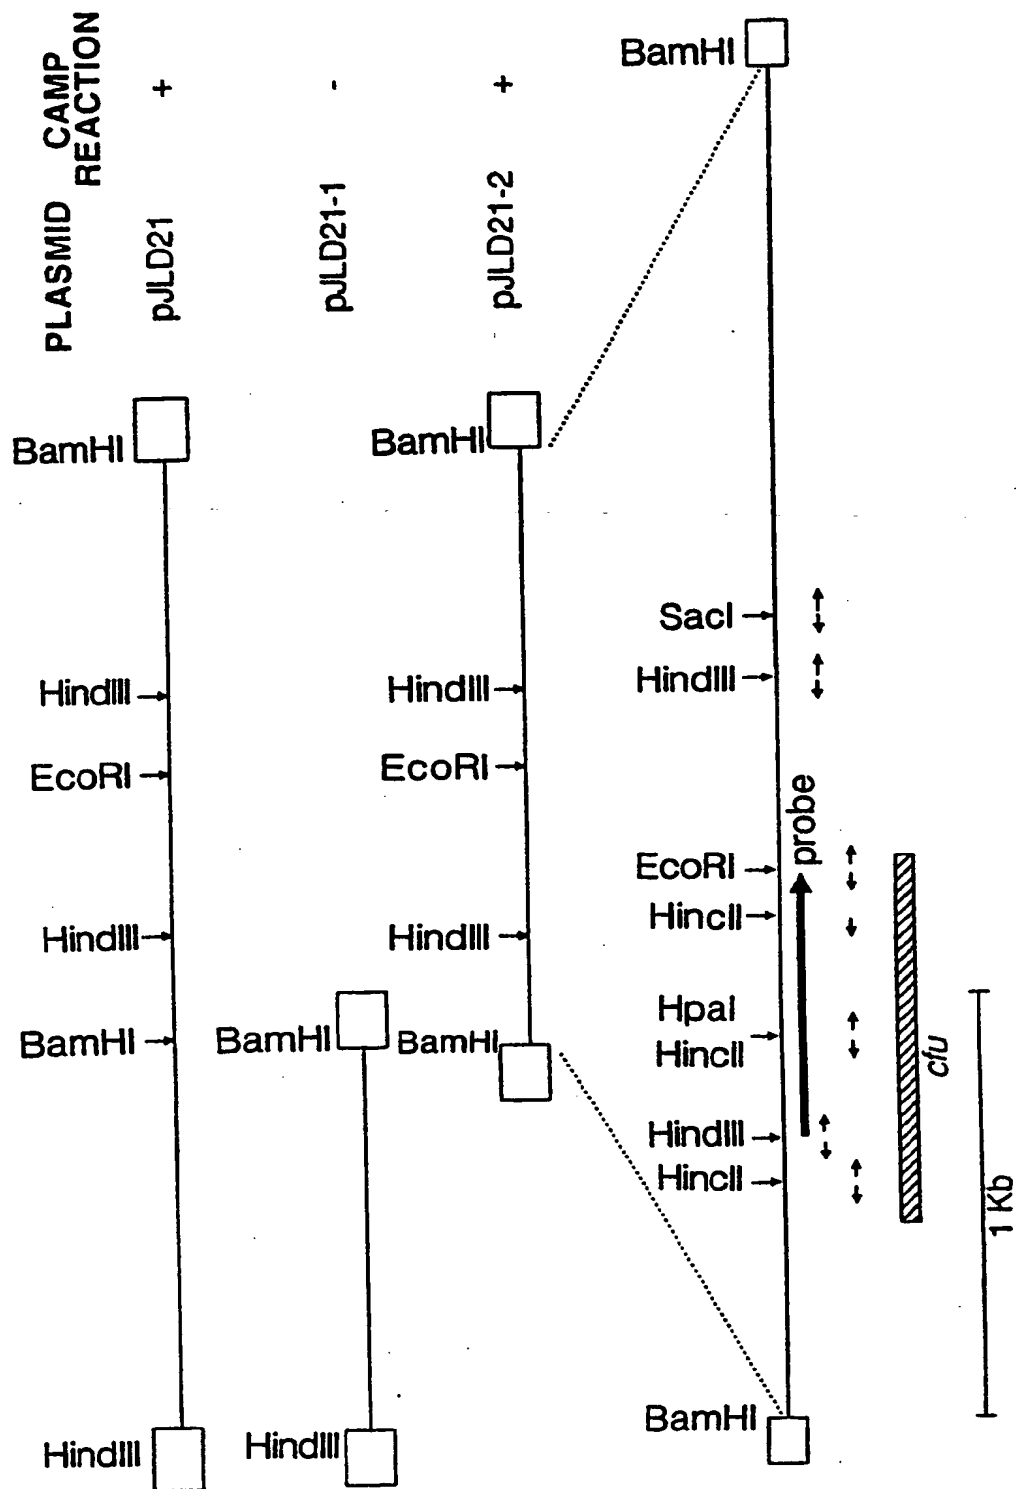 PLASMID CAMP REACTION
pJLD21 +
pJLD21-1 -
pJLD21-2 +
BamHI
HindIII
EcoRI
HindIII
BamHI
HindIII
BamHI
HindIII
BamHI
HindIII
EcoRI
HindIII
BamHI
BamHI
SacI
HindIII
EcoRI
HincII
HpaI
HincII
HindIII
HincII
BamHI
probe
cfu
1 Kb